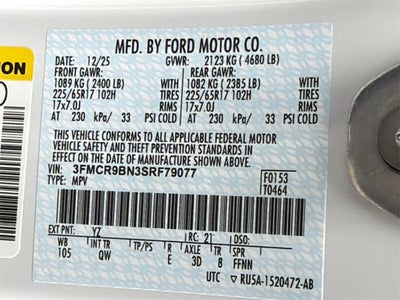 MFD. BY FORD MOTOR CO.
DATE: 12/25 GVWR: 2123 KG ( 4680 LB)
FRONT GAWR: REAR GAWR:
1089 KG ( 2400 LB) WITH 1082 KG ( 2385 LB) WITH
225/65R17 102H TIRES 225/65R17 102H TIRES
17x7.0J RIMS 17x7.0J RIMS
AT 230 kPa/ 33 PSI COLD AT 230 kPa/ 33 PSI COLD
THIS VEHICLE CONFORMS TO ALL APPLICABLE FEDERAL MOTOR
VEHICLE SAFETY AND THEFT PREVENTION STANDARDS IN
EFFECT ON THE DATE OF MANUFACTURE SHOWN ABOVE.
VIN: 3FMCR9BN3SRF79077 F0153
TYPE: MPV T0464
EXT PNT: YZ RC: 21 DSO:
WB INT TR TP/PS R AXLE TR SPR
105 QW E 3D 8 FFNN
UTC RU5A-1520472-AB